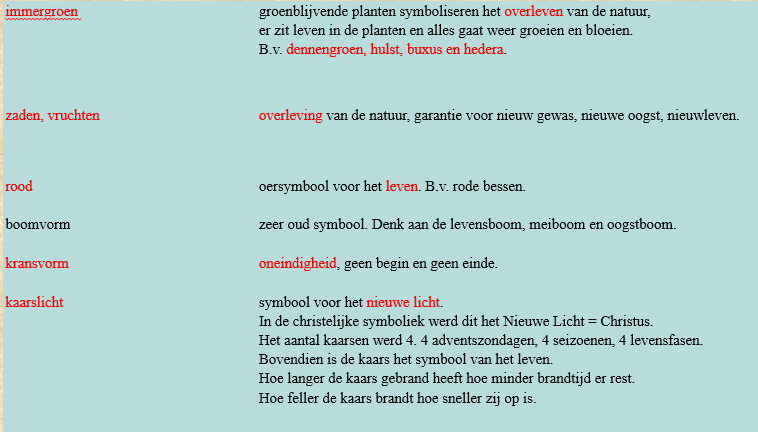 immergroen groenblijvende planten symboliseren het overleven van de natuur,
er zit leven in de planten en alles gaat weer groeien en bloeien.
B.v. dennengroen, hulst, buxus en hedera.
zaden, vruchten overleving van de natuur, garantie voor nieuw gewas, nieuwe oogst, nieuwleven.
rood oersymbool voor het leven. B.v. rode bessen.
boomvorm zeer oud symbool. Denk aan de levensboom, meiboom en oogstboom.
kransvorm oneindigheid, geen begin en geen einde.
kaarslicht symbool voor het nieuwe licht.
In de christelijke symboliek werd dit het Nieuwe Licht = Christus.
Het aantal kaarsen werd 4. 4 adventszondagen, 4 seizoenen, 4 levensfasen.
Bovendien is de kaars het symbool van het leven.
Hoe langer de kaars gebrand heeft hoe minder brandtijd er rest.
Hoe feller de kaars brandt hoe sneller zij op is.